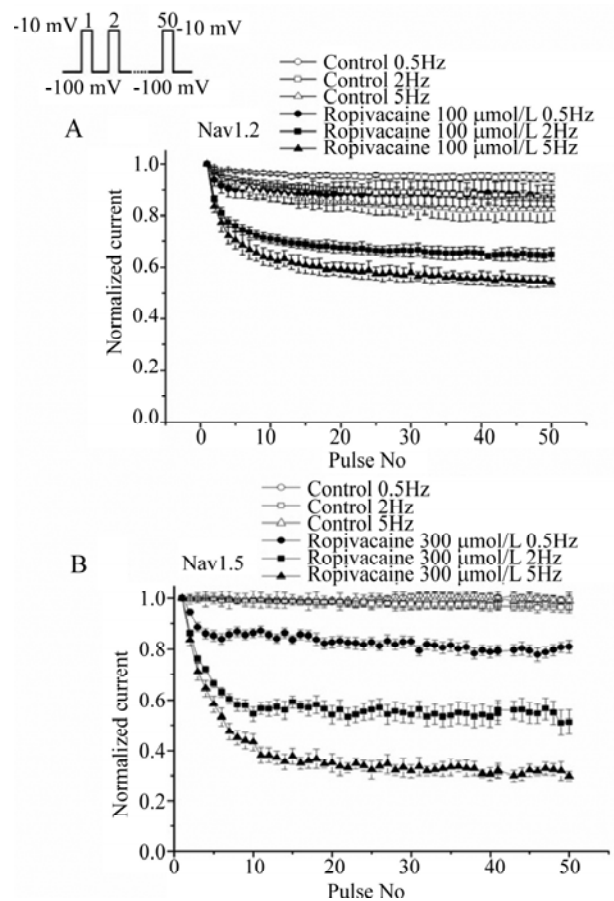 -10 mV 1 2 50 -10 mV
-100 mV -100 mV
Control 0.5Hz
Control 2Hz
Control 5Hz
Ropivacaine 100 μmol/L 0.5Hz
Ropivacaine 100 μmol/L 2Hz
Ropivacaine 100 μmol/L 5Hz
A
Nav1.2
Normalized current
1.0
0.8
0.6
0.4
0.2
0.0
0 10 20 30 40 50
Pulse No
Control 0.5Hz
Control 2Hz
Control 5Hz
Ropivacaine 300 μmol/L 0.5Hz
Ropivacaine 300 μmol/L 2Hz
Ropivacaine 300 μmol/L 5Hz
B
Nav1.5
Normalized current
1.0
0.8
0.6
0.4
0.2
0.0
0 10 20 30 40 50
Pulse No